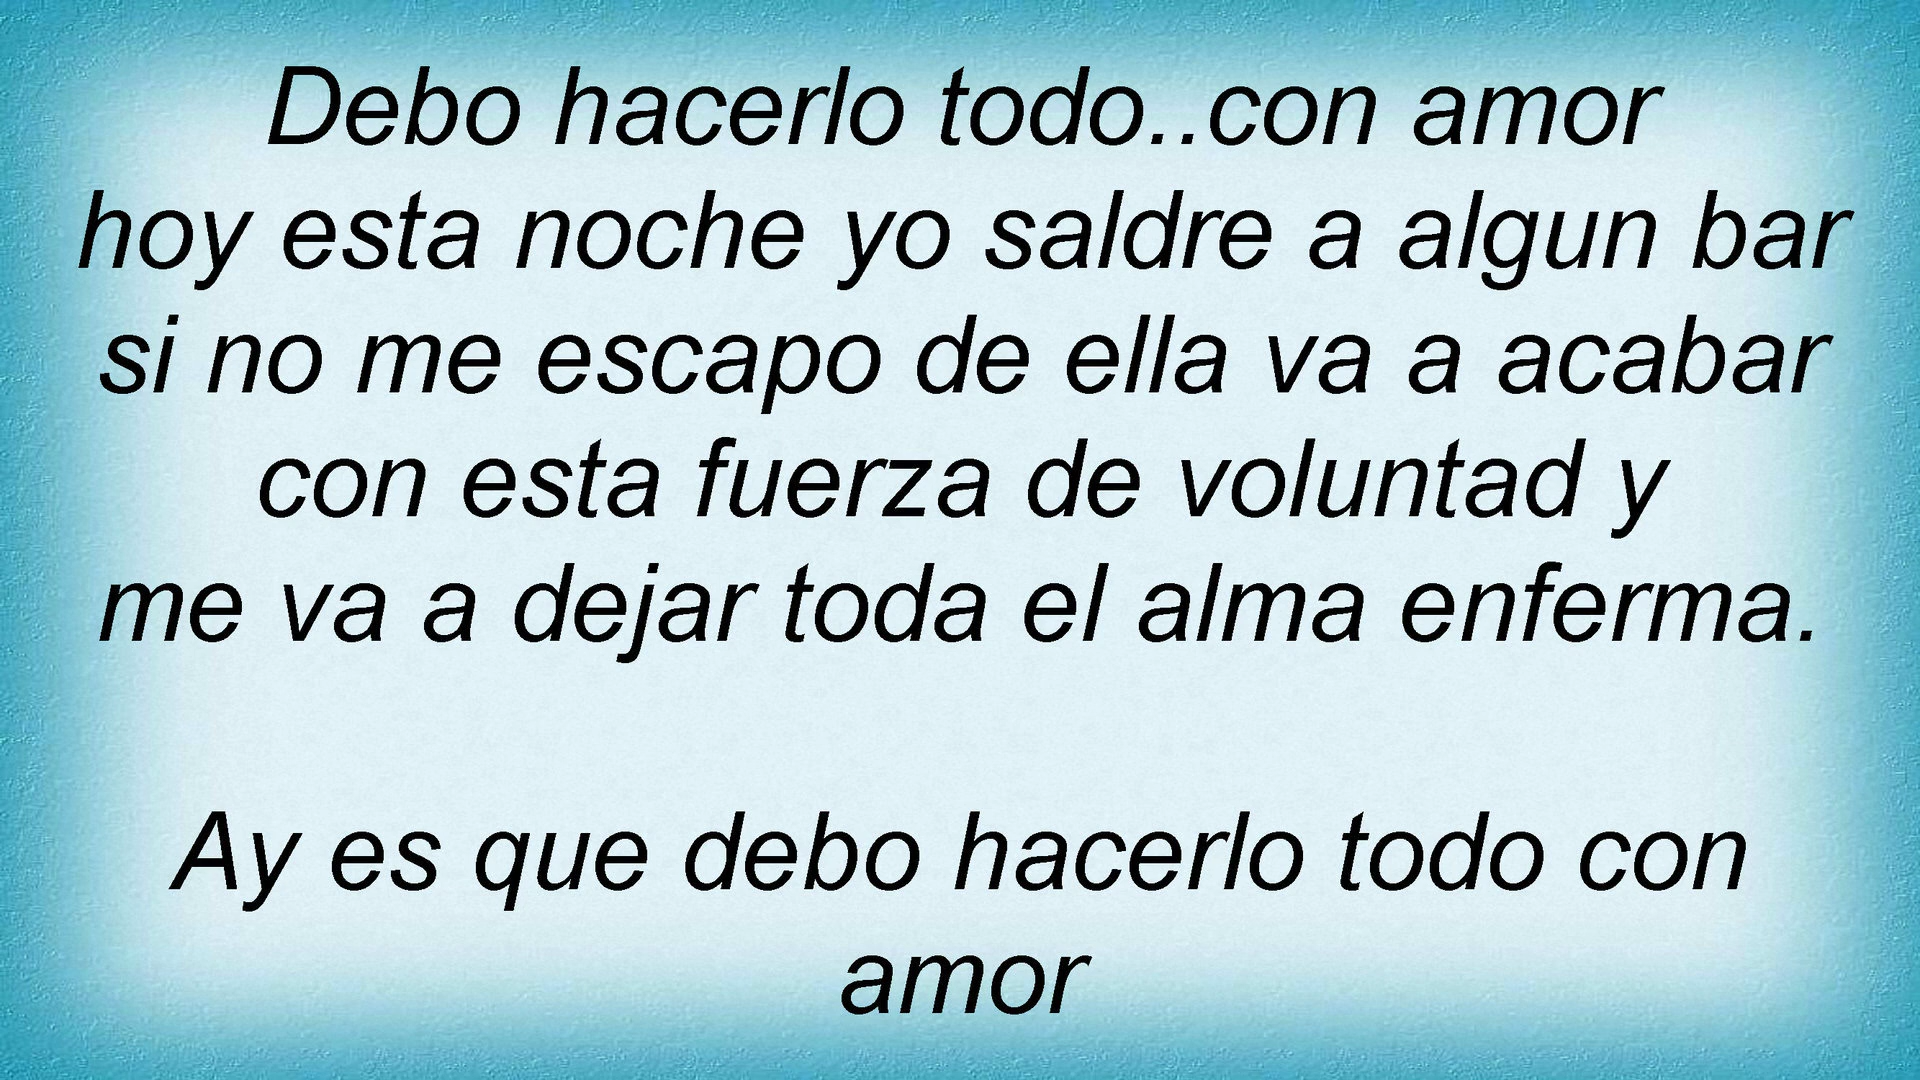 Debo hacerlo todo..con amor
hoy esta noche yo saldre a algun bar
si no me escapo de ella va a acabar
con esta fuerza de voluntad y
me va a dejar toda el alma enferma.
Ay es que debo hacerlo todo con
amor